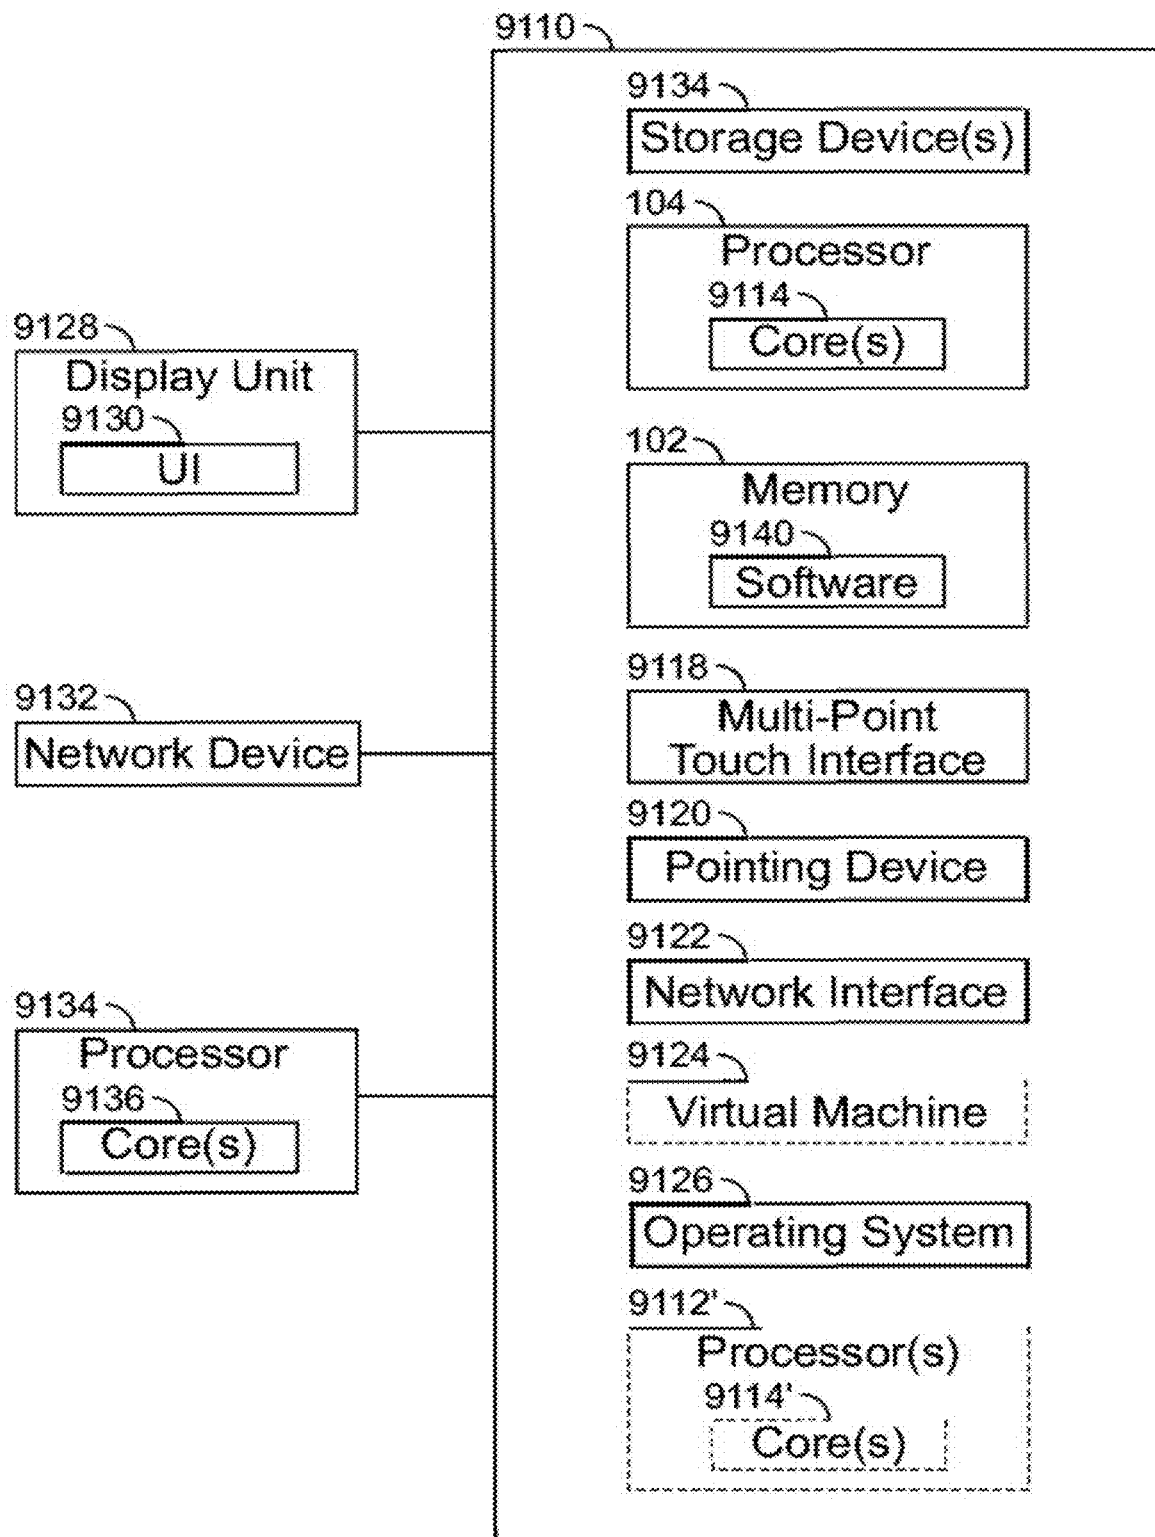 9110
9134
Storage Device(s)
104
Processor
9114
Core(s)
9128
Display Unit
9130
UI
102
Memory
9140
Software
9132
Network Device
9118
Multi-Point
Touch Interface
9120
Pointing Device
9122
Network Interface
9134
Processor
9136
Core(s)
9124
Virtual Machine
9126
Operating System
9112'
Processor(s)
9114'
Core(s)